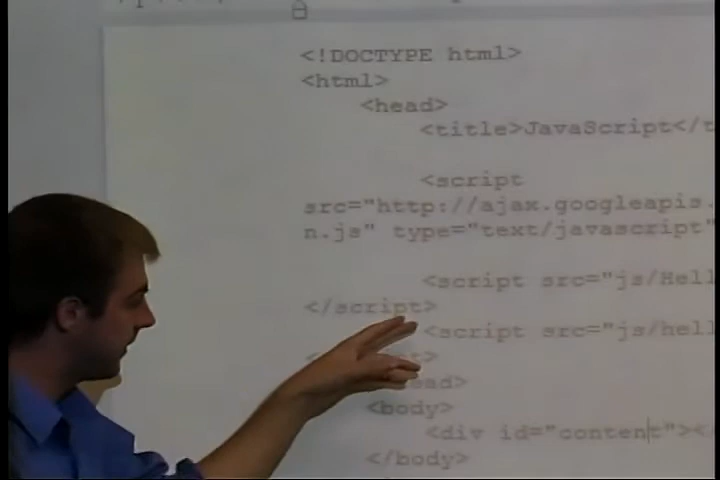 <!DOCTYPE html>
<html>
<head>
<title>JavaScript</t
<script
src="http://ajax.googleapis.
n.js" type="text/javascript"
<script src="js/Hell
</script>
<script src="js/hell
ead>
<body>
<div id="content"></
</body>